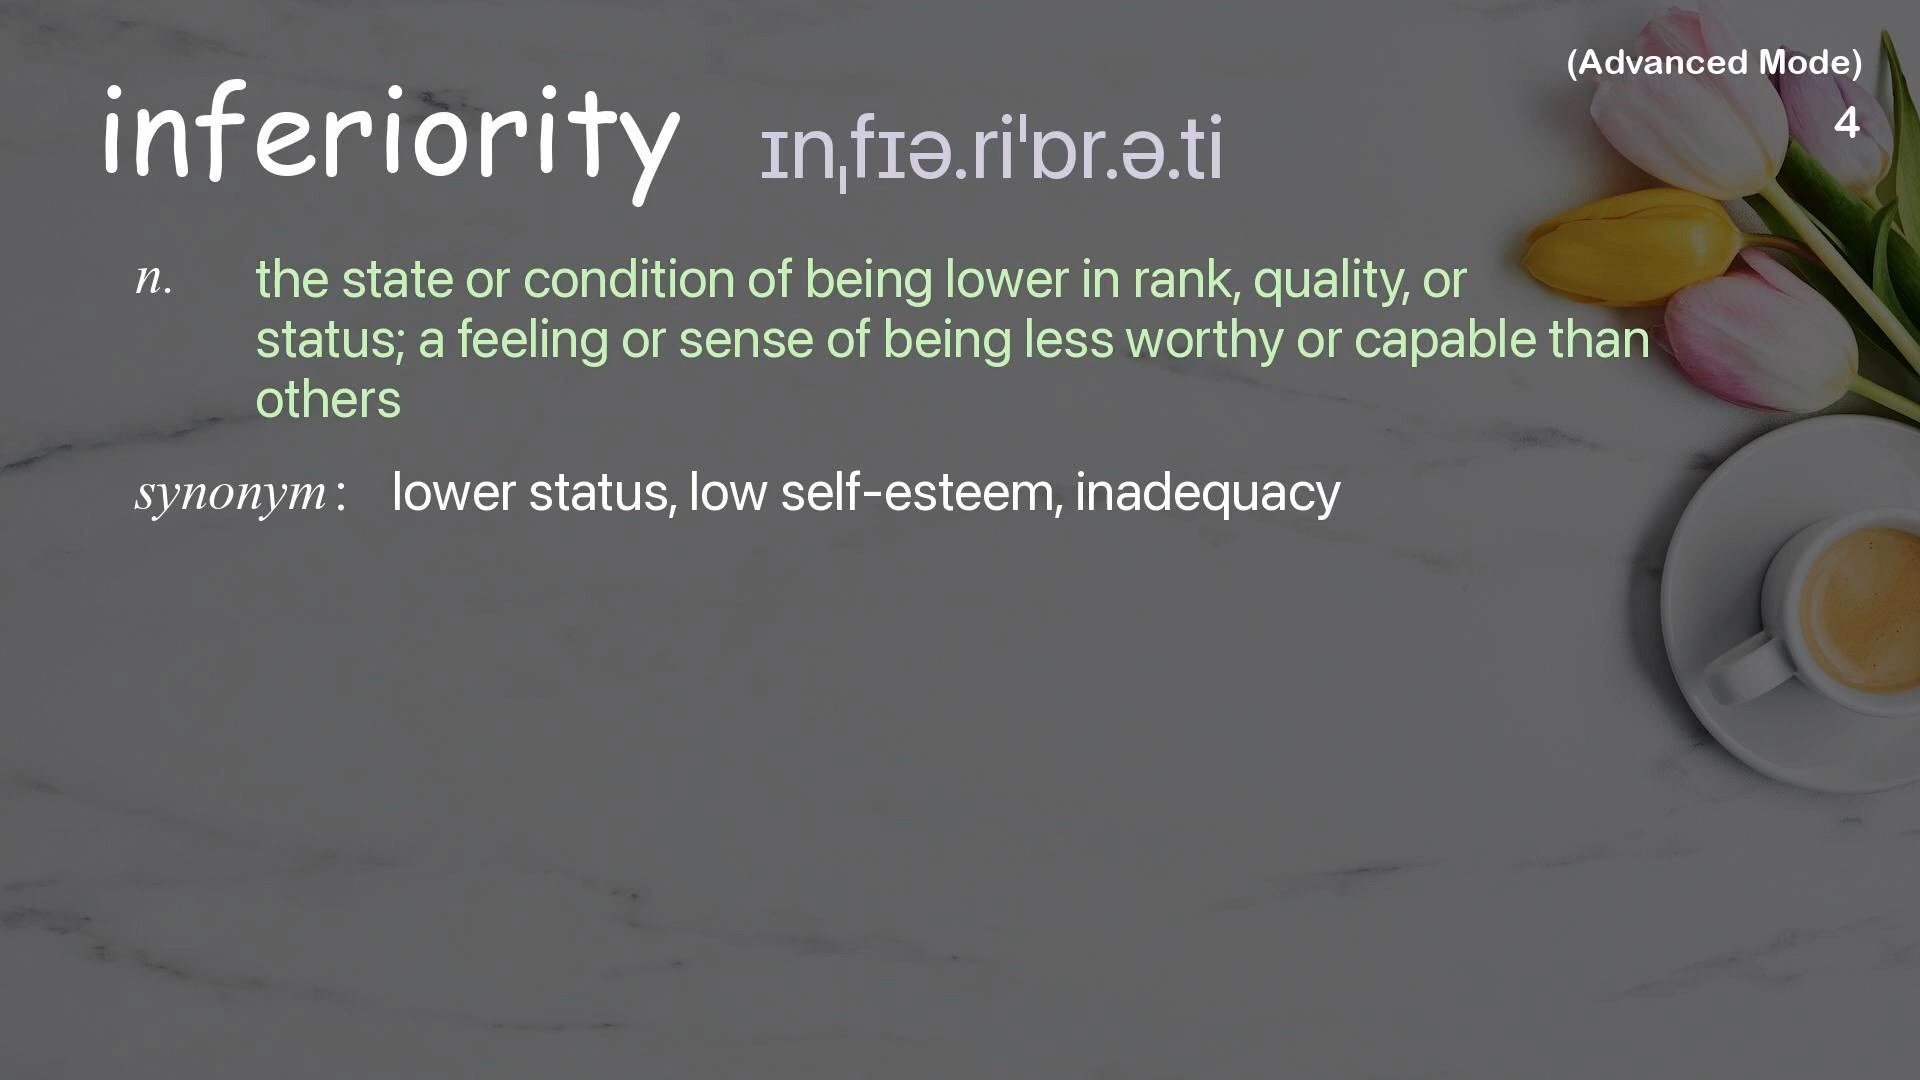 (Advanced Mode)
4
inferiority ɪnˌfɪə.riˈɒr.ə.ti
n. the state or condition of being lower in rank, quality, or
status; a feeling or sense of being less worthy or capable than
others
synonym: lower status, low self-esteem, inadequacy